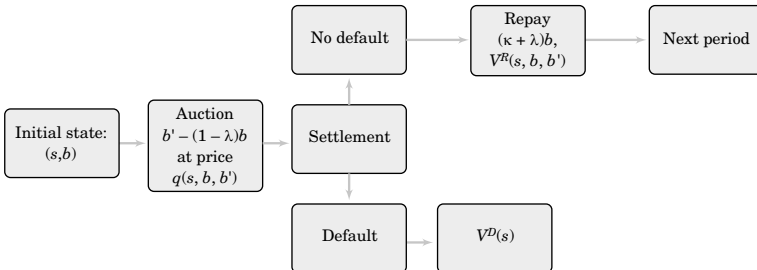 No default
Repay
(κ + λ)b,
V^R(s, b, b')
Next period
Initial state:
(s,b)
Auction
b' – (1 – λ)b
at price
q(s, b, b')
Settlement
Default
V^D(s)